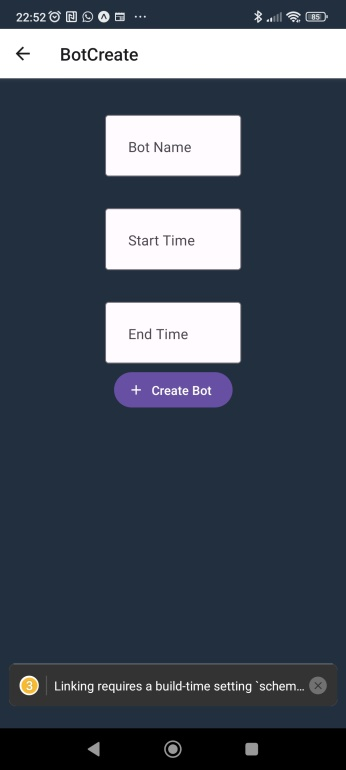 22:52 85
BotCreate
Bot Name
Start Time
End Time
+ Create Bot
3 Linking requires a build-time setting `schem...